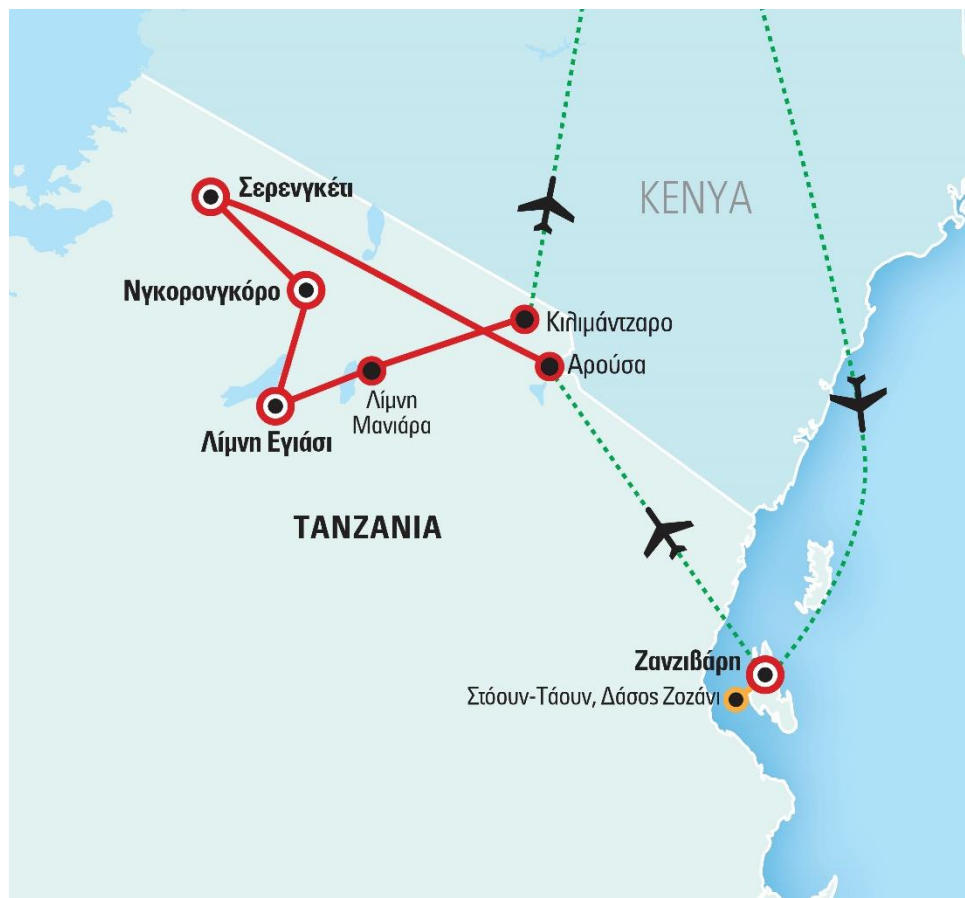 Σερενγκέτι
KENYA
Νγκορονγκόρο
Κιλιμάντζαρο
Αρούσα
Λίμνη
Μανιάρα
Λίμνη Εγιάσι
TANZANIA
Ζανζιβάρη
Στόουν-Τάουν, Δάσος Ζοζάνι